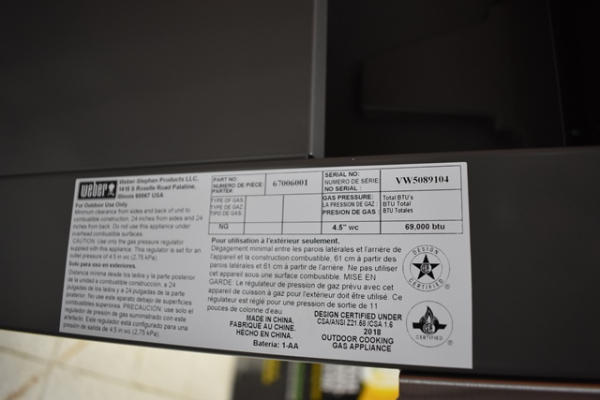 weber
Weber Stephen Products LLC.
1415 S Roselle Road Palatine,
Illinois 60067 USA
For Outdoor Use Only
Minimum clearance from sides and back of unit to
combustible construction, 24 inches from sides and 24
inches from back. Do not use this appliance under
overhead combustible surfaces.
CAUTION: Use only the gas pressure regulator
supplied with this appliance. This regulator is set for an
outlet pressure of 4.5 in wc (2,75 kPa).
Solo para uso en exteriores.
Distancia mínima desde los lados y la parte posterior
de la unidad a combustible construcción, a 24
pulgadas de los lados y a 24 pulgadas de la parte
posterior. No use este aparato debajo de superficies
combustibles superiores. PRECAUCION: use solo el
regulador de presión de gas suministrado con este
aparato. Este regulador está configurado para una
presión de salida de 4,5 in wc (2,75 kPa).
PART NO:
NUMERO DE PIECE
PARTE#:
67006001
SERIAL NO:
NUMÉRO DE SÉRIE
NO SERIAL :
VW5089104
TYPE OF GAS
TYPE DE GAZ
TIPO DE GAS:
GAS PRESSURE:
LA PRESSION DE GAZ
PRESION DE GAS
Total BTU's
BTU Total
BTU Totales
NG
4.5" wc
69,000 btu
Pour utilisation à l'extérieur seulement.
Dégagement minimal entre les parois latérales et l'arrière de
l'appareil et la construction combustible, 61 cm à partir des
parois latérales et 61 cm à partir de l'arrière. Ne pas utiliser
cet appareil sous une surface combustible. MISE EN
GARDE: Le régulateur de pression de gaz prévu avec cet
appareil de cuisson à gaz pour l'extérieur doit être utilisé. Ce
régulateur est réglé pour une pression de sortie de 11
pouces de colonne d'eau
MADE IN CHINA.
FABRIQUE AU CHINE.
HECHO EN CHINA.
Bateria: 1-AA
DESIGN CERTIFIED UNDER
CSA/ANSI Z21.58/CSA 1.6
2018
OUTDOOR COOKING
GAS APPLIANCE
DESIGN
CERTIFIED
CERTIFIED